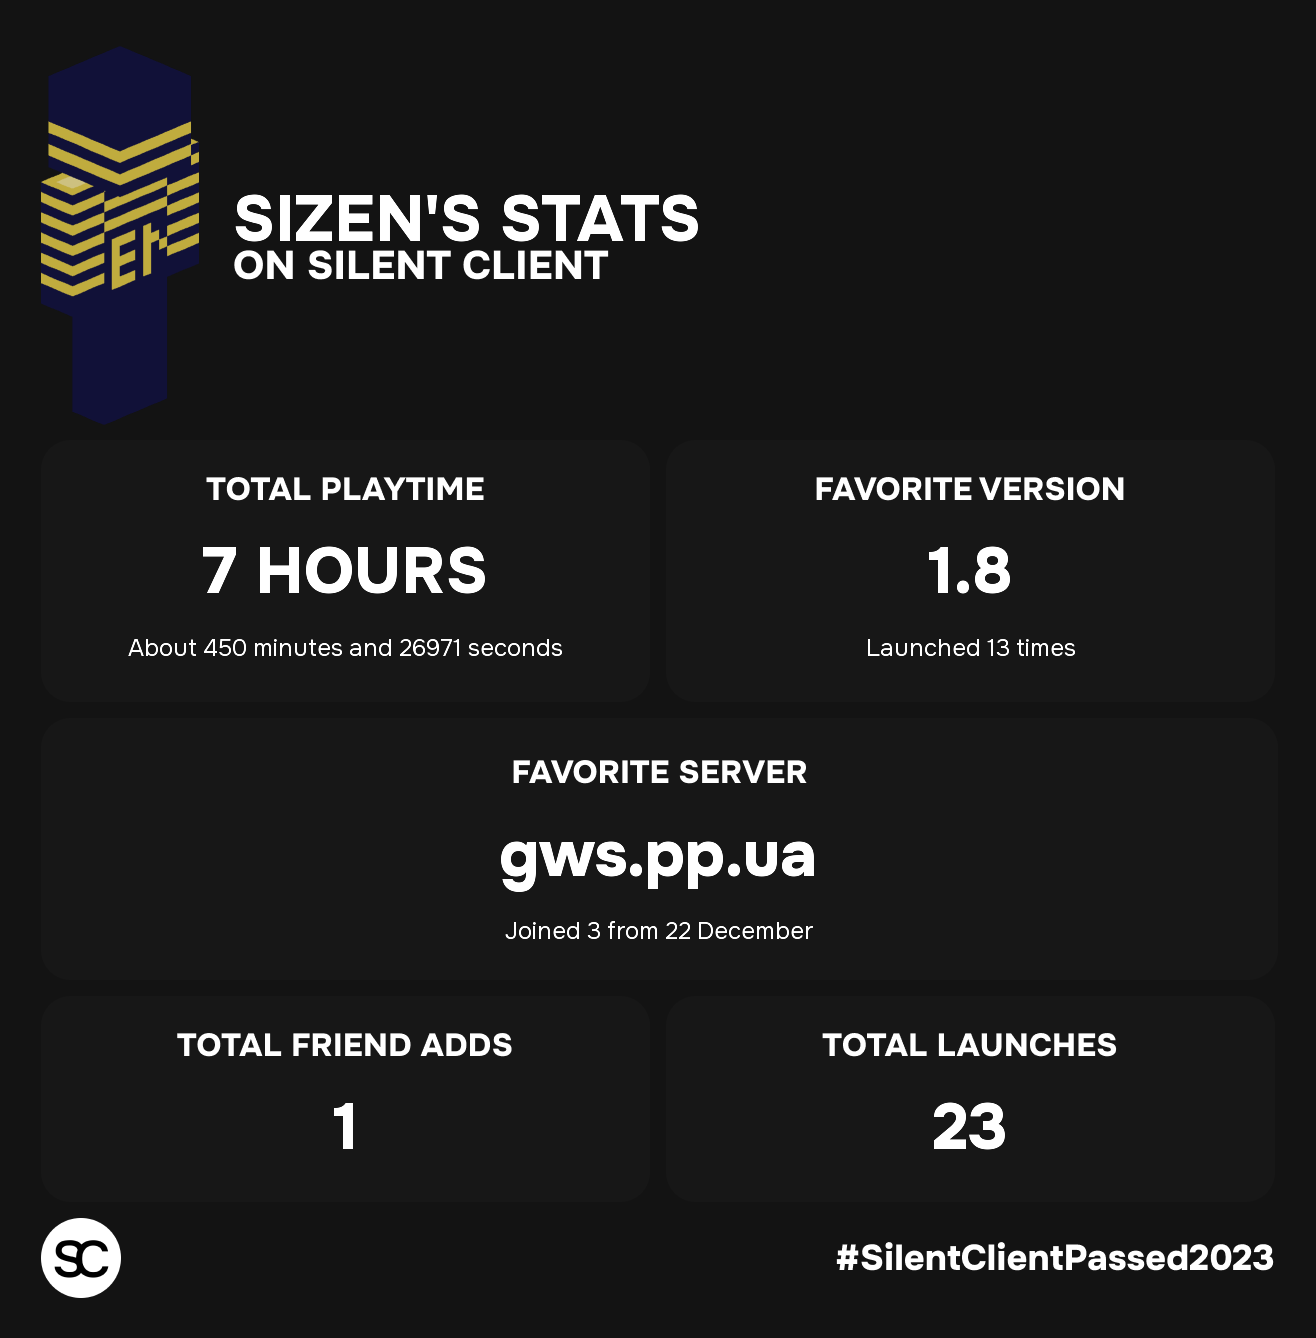 SIZEN'S STATS
ON SILENT CLIENT
TOTAL PLAYTIME
7 HOURS
About 450 minutes and 26971 seconds
FAVORITE VERSION
1.8
Launched 13 times
FAVORITE SERVER
gws.pp.ua
Joined 3 from 22 December
TOTAL FRIEND ADDS
1
TOTAL LAUNCHES
23
SC
#SilentClientPassed2023